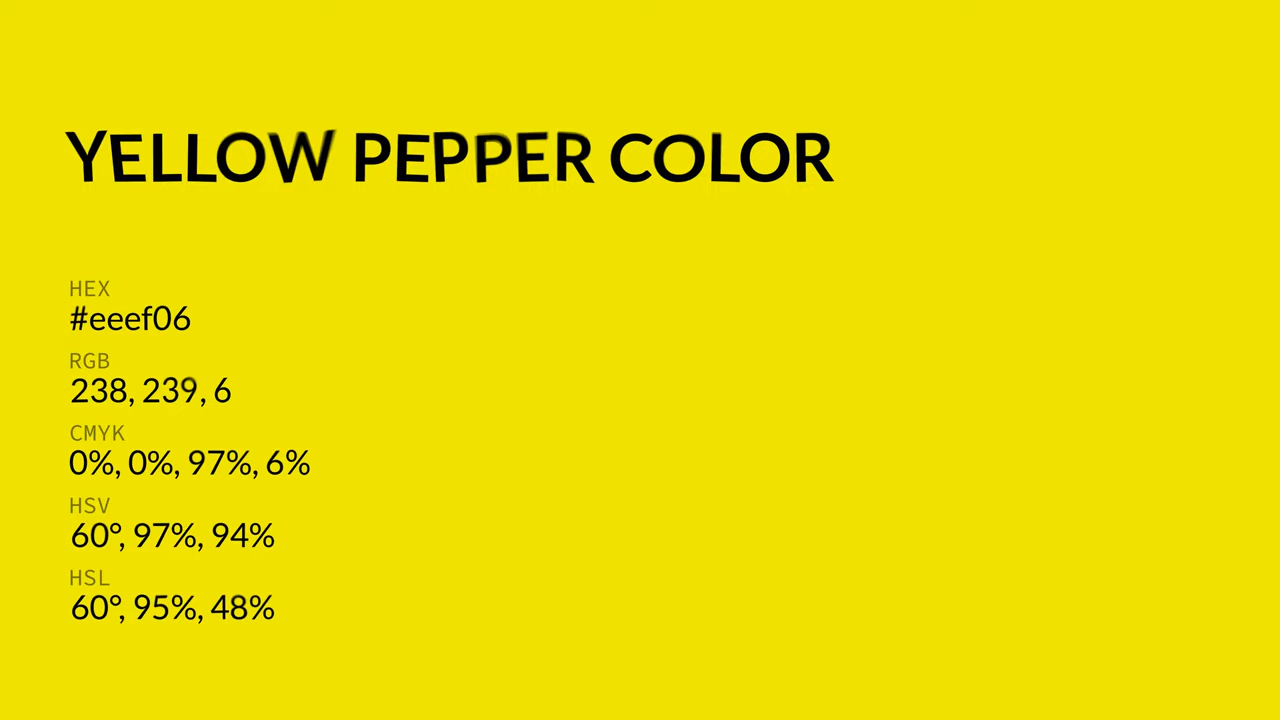 YELLOW PEPPER COLOR
HEX
#eeef06
RGB
238, 239, 6
CMYK
0%, 0%, 97%, 6%
HSV
60°, 97%, 94%
HSL
60°, 95%, 48%